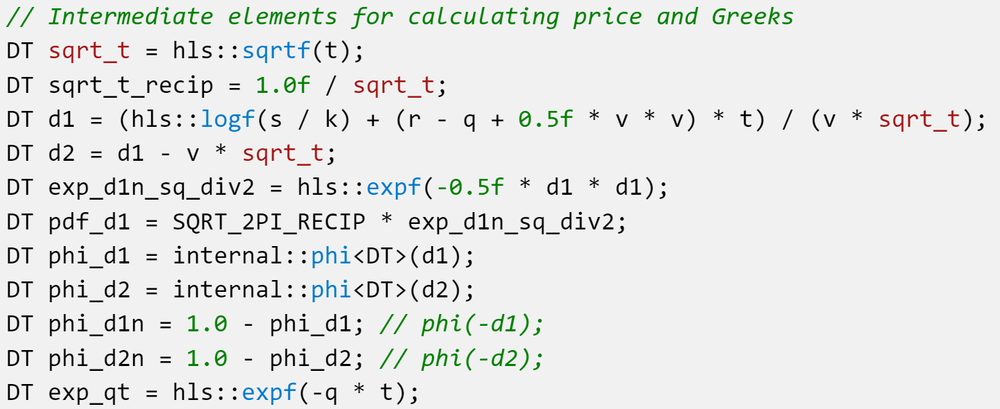 // Intermediate elements for calculating price and Greeks
DT sqrt_t = hls::sqrtf(t);
DT sqrt_t_recip = 1.0f / sqrt_t;
DT d1 = (hls::logf(s / k) + (r - q + 0.5f * v * v) * t) / (v * sqrt_t);
DT d2 = d1 - v * sqrt_t;
DT exp_d1n_sq_div2 = hls::expf(-0.5f * d1 * d1);
DT pdf_d1 = SQRT_2PI_RECIP * exp_d1n_sq_div2;
DT phi_d1 = internal::phi<DT>(d1);
DT phi_d2 = internal::phi<DT>(d2);
DT phi_d1n = 1.0 - phi_d1; // phi(-d1);
DT phi_d2n = 1.0 - phi_d2; // phi(-d2);
DT exp_qt = hls::expf(-q * t);